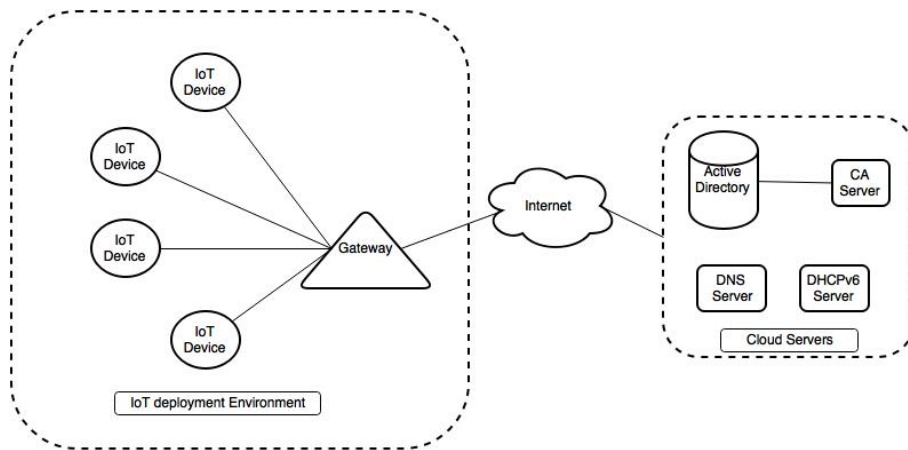 IoT
Device
IoT
Device
IoT
Device
IoT
Device
Gateway
IoT deployment Environment
Internet
Active
Directory
CA
Server
DNS
Server
DHCPv6
Server
Cloud Servers